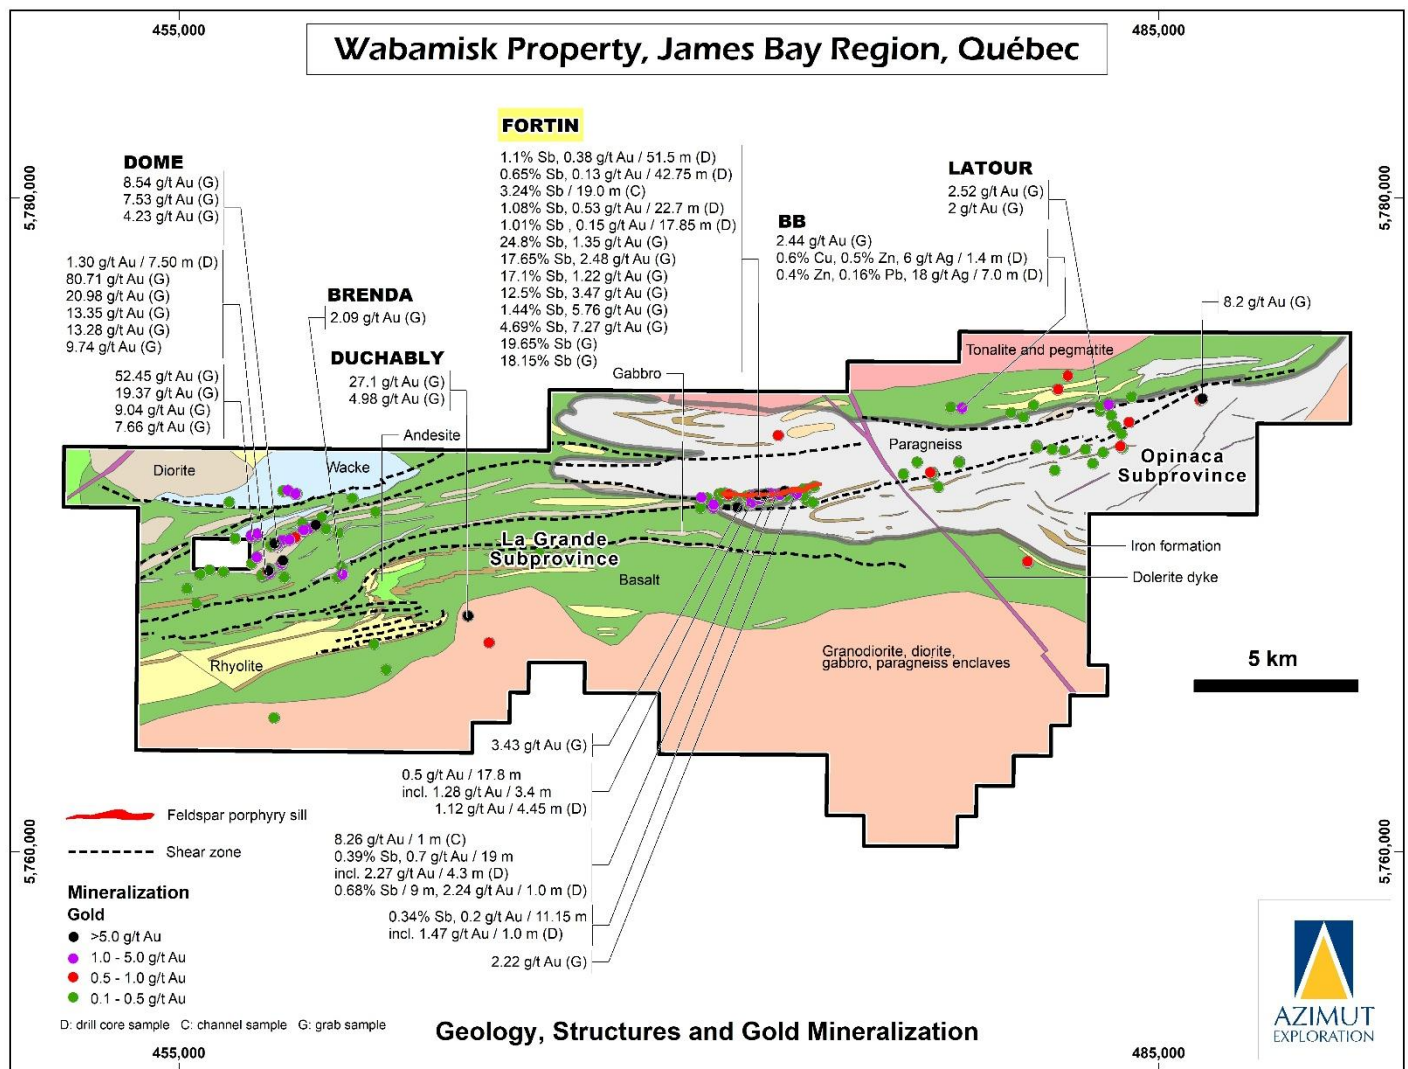 455,000
485,000
Wabamisk Property, James Bay Region, Québec
5,780,000
5,780,000
DOME
8.54 g/t Au (G)
7.53 g/t Au (G)
4.23 g/t Au (G)
1.30 g/t Au / 7.50 m (D)
80.71 g/t Au (G)
20.98 g/t Au (G)
13.35 g/t Au (G)
13.28 g/t Au (G)
9.74 g/t Au (G)
52.45 g/t Au (G)
19.37 g/t Au (G)
9.04 g/t Au (G)
7.66 g/t Au (G)
BRENDA
2.09 g/t Au (G)
DUCHABLY
27.1 g/t Au (G)
4.98 g/t Au (G)
FORTIN
1.1% Sb, 0.38 g/t Au / 51.5 m (D)
0.65% Sb, 0.13 g/t Au / 42.75 m (D)
3.24% Sb / 19.0 m (C)
1.08% Sb, 0.53 g/t Au / 22.7 m (D)
1.01% Sb , 0.15 g/t Au / 17.85 m (D)
24.8% Sb, 1.35 g/t Au (G)
17.65% Sb, 2.48 g/t Au (G)
17.1% Sb, 1.22 g/t Au (G)
12.5% Sb, 3.47 g/t Au (G)
1.44% Sb, 5.76 g/t Au (G)
4.69% Sb, 7.27 g/t Au (G)
19.65% Sb (G)
18.15% Sb (G)
LATOUR
2.52 g/t Au (G)
2 g/t Au (G)
BB
2.44 g/t Au (G)
0.6% Cu, 0.5% Zn, 6 g/t Ag / 1.4 m (D)
0.4% Zn, 0.16% Pb, 18 g/t Ag / 7.0 m (D)
8.2 g/t Au (G)
Tonalite and pegmatite
Gabbro
Andesite
Diorite
Wacke
Paragneiss
Opinaca
Subprovince
La Grande
Subprovince
Basalt
Iron formation
Dolerite dyke
Rhyolite
Granodiorite, diorite,
gabbro, paragneiss enclaves
5 km
3.43 g/t Au (G)
0.5 g/t Au / 17.8 m
incl. 1.28 g/t Au / 3.4 m
1.12 g/t Au / 4.45 m (D)
8.26 g/t Au / 1 m (C)
0.39% Sb, 0.7 g/t Au / 19 m
incl. 2.27 g/t Au / 4.3 m (D)
0.68% Sb / 9 m, 2.24 g/t Au / 1.0 m (D)
0.34% Sb, 0.2 g/t Au / 11.15 m
incl. 1.47 g/t Au / 1.0 m (D)
2.22 g/t Au (G)
Feldspar porphyry sill
Shear zone
5,760,000
5,760,000
Mineralization
Gold
>5.0 g/t Au
1.0 - 5.0 g/t Au
0.5 - 1.0 g/t Au
0.1 - 0.5 g/t Au
D: drill core sample C: channel sample G: grab sample
Geology, Structures and Gold Mineralization
AZIMUT
EXPLORATION
455,000
485,000